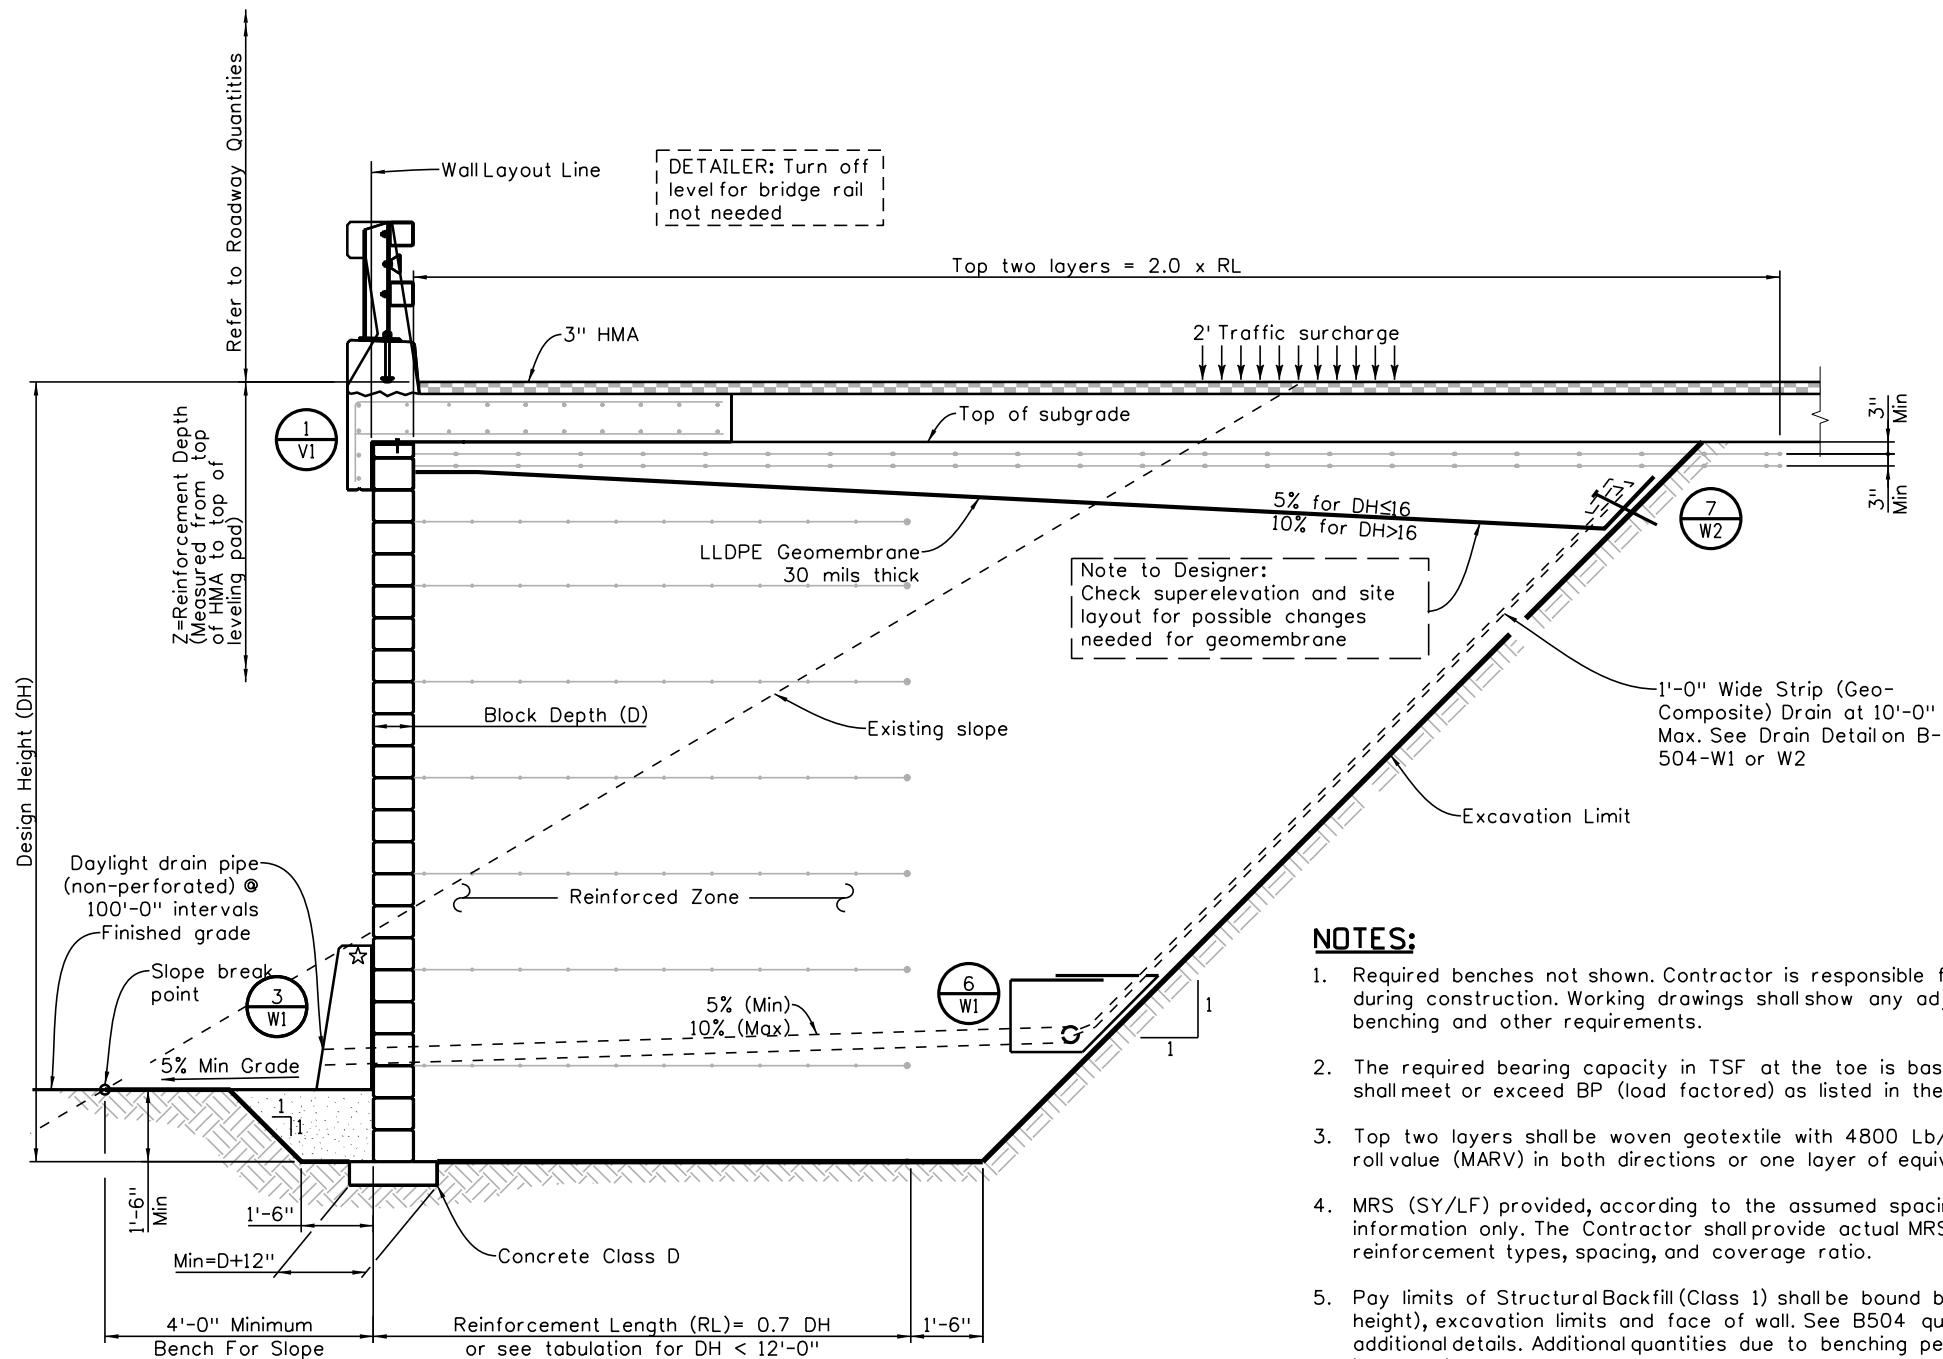 Refer to Roadway Quantities
Wall Layout Line
DETAILER: Turn off
level for bridge rail
not needed
Top two layers = 2.0 x RL
3" HMA
2' Traffic surcharge
Top of subgrade
3"
Min
3"
Min
1
V1
Z=Reinforcement Depth
(Measured from top
of HMA to top of
leveling pad)
5% for DH≤16
10% for DH>16
7
W2
LLDPE Geomembrane
30 mils thick
Note to Designer:
Check superelevation and site
layout for possible changes
needed for geomembrane
Design Height (DH)
Block Depth (D)
Existing slope
1'-0" Wide Strip (Geo-
Composite) Drain at 10'-0"
Max. See Drain Detail on B-
504-W1 or W2
Excavation Limit
Daylight drain pipe
(non-perforated) @
100'-0" intervals
Finished grade
Reinforced Zone
Slope break
point
3
W1
6
W1
5% (Min)
10% (Max)
1
1
5% Min Grade
1
1
1'-6"
Min
1'-6"
Min=D+12"
Concrete Class D
4'-0" Minimum
Bench For Slope
Reinforcement Length (RL)= 0.7 DH
or see tabulation for DH < 12'-0"
1'-6"
NOTES:
1. Required benches not shown. Contractor is responsible
during construction. Working drawings shall show any
benching and other requirements.
2. The required bearing capacity in TSF at the toe is
shall meet or exceed BP (load factored) as listed in the
3. Top two layers shall be woven geotextile with 4800 Lb/
roll value (MARV) in both directions or one layer of
4. MRS (SY/LF) provided, according to the assumed
information only. The Contractor shall provide actual MRS
reinforcement types, spacing, and coverage ratio.
5. Pay limits of Structural Backfill (Class 1) shall be bound
height), excavation limits and face of wall. See B504
additional details. Additional quantities due to benching